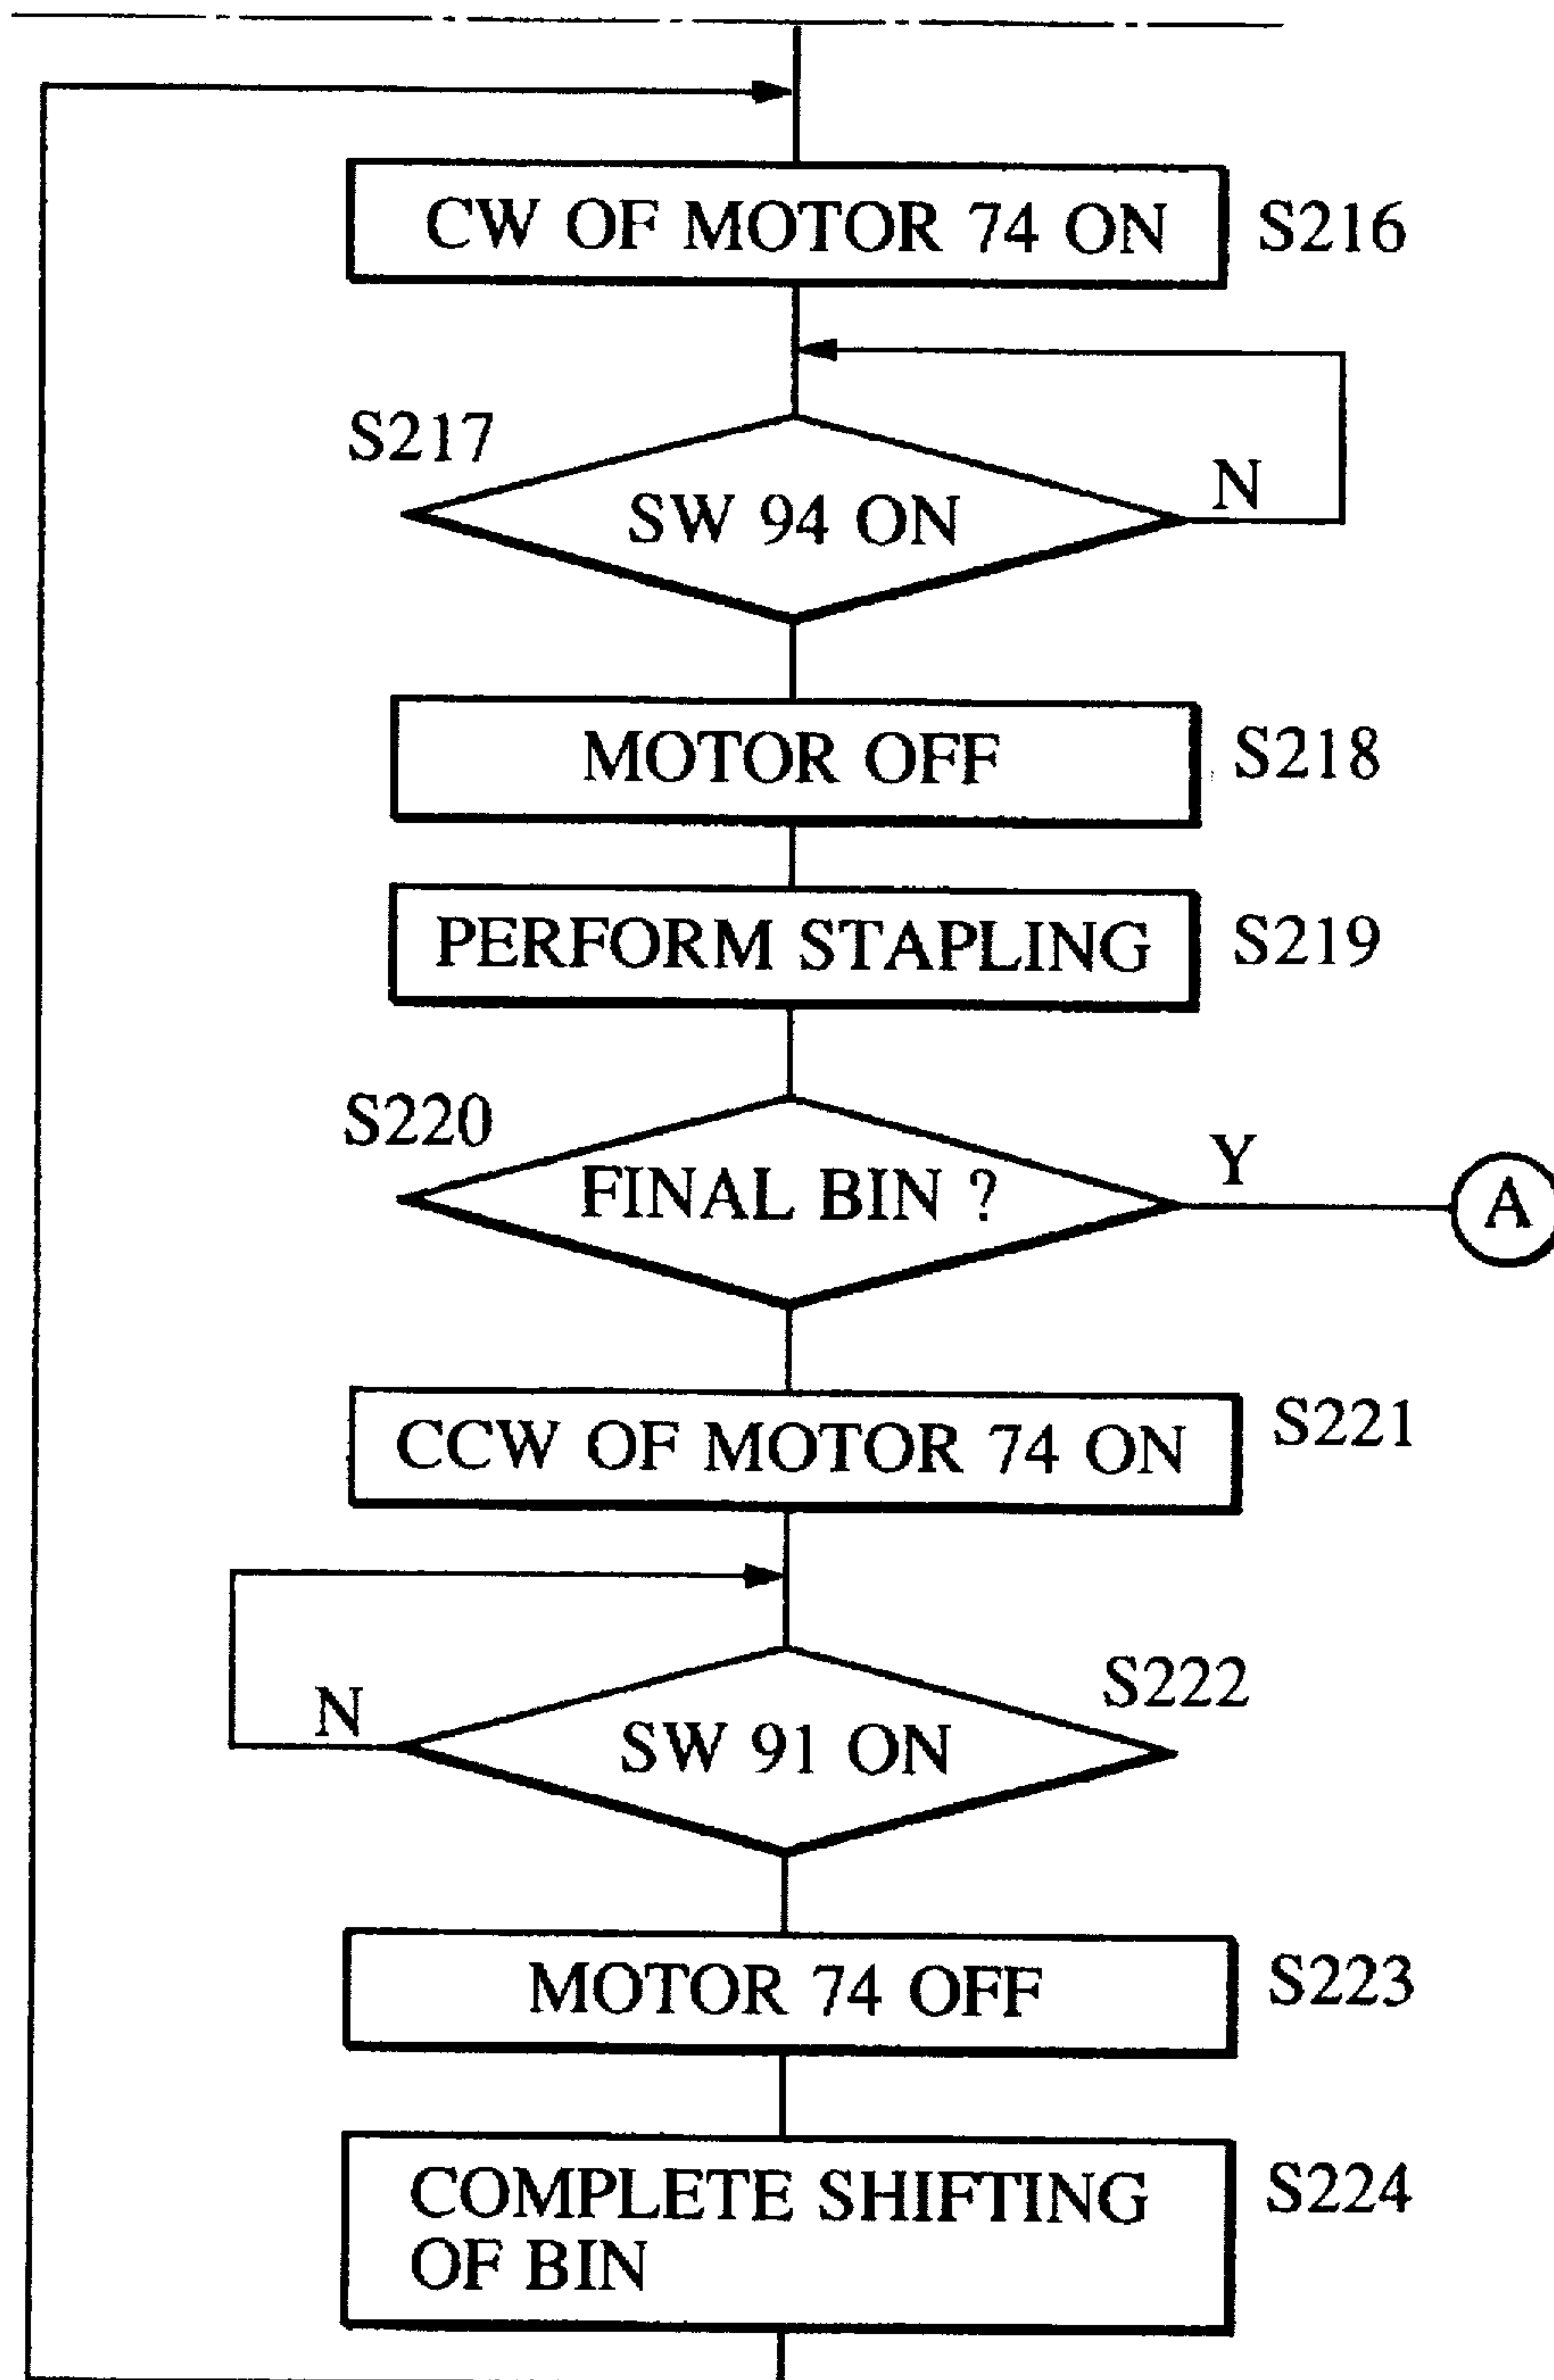 CW OF MOTOR 74 ON
S216
S217
SW 94 ON
N
MOTOR OFF
S218
PERFORM STAPLING
S219
S220
FINAL BIN ?
Y
A
CCW OF MOTOR 74 ON
S221
S222
N
SW 91 ON
MOTOR 74 OFF
S223
COMPLETE SHIFTING
OF BIN
S224